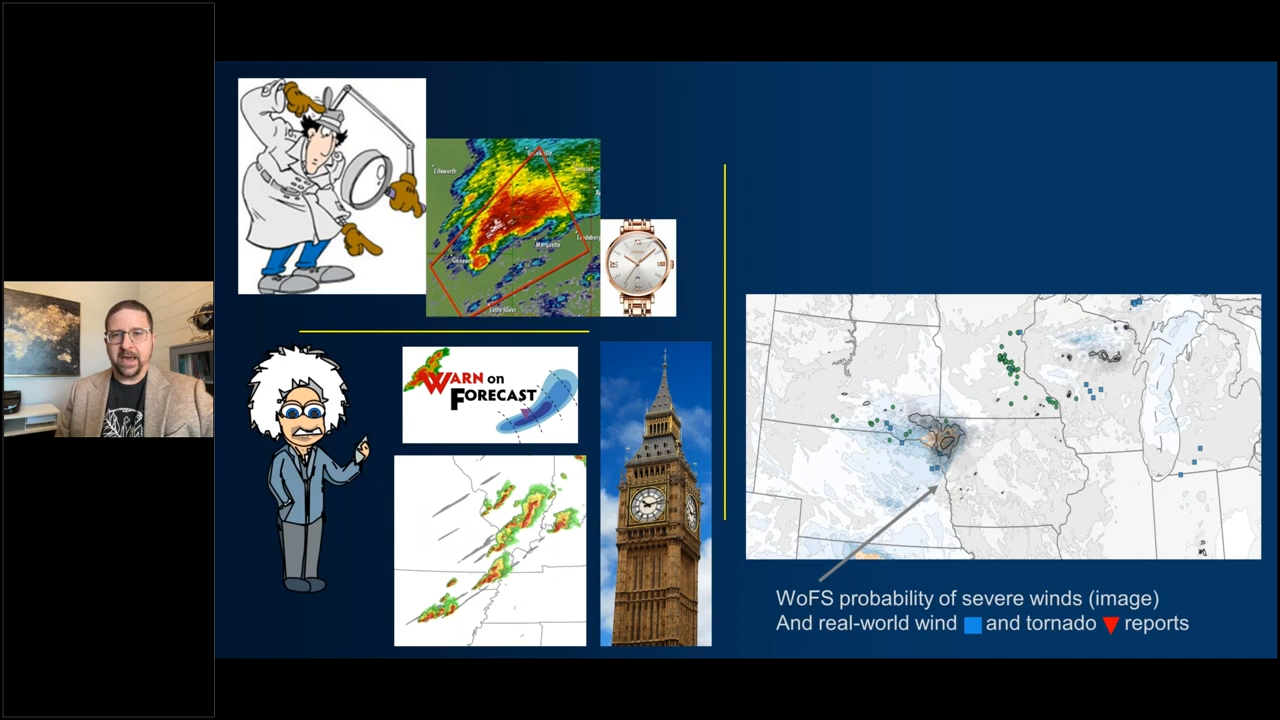 Ellsworth
Marquette
Geneseo
Little River
WARN on
FORECAST
WoFS probability of severe winds (image)
And real-world wind and tornado reports